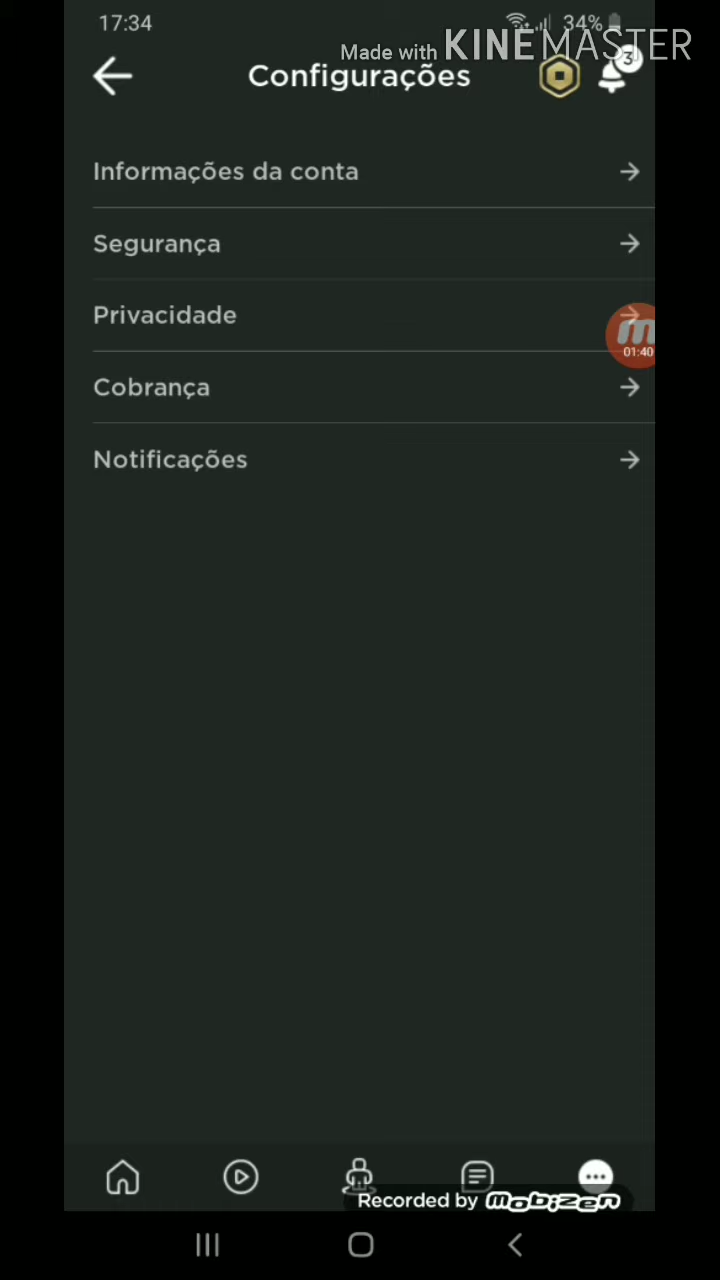 17:34
34%
Made with KINEMASTER
Configurações
3
Informações da conta
Segurança
Privacidade
01:40
Cobrança
Notificações
Recorded by mobizen